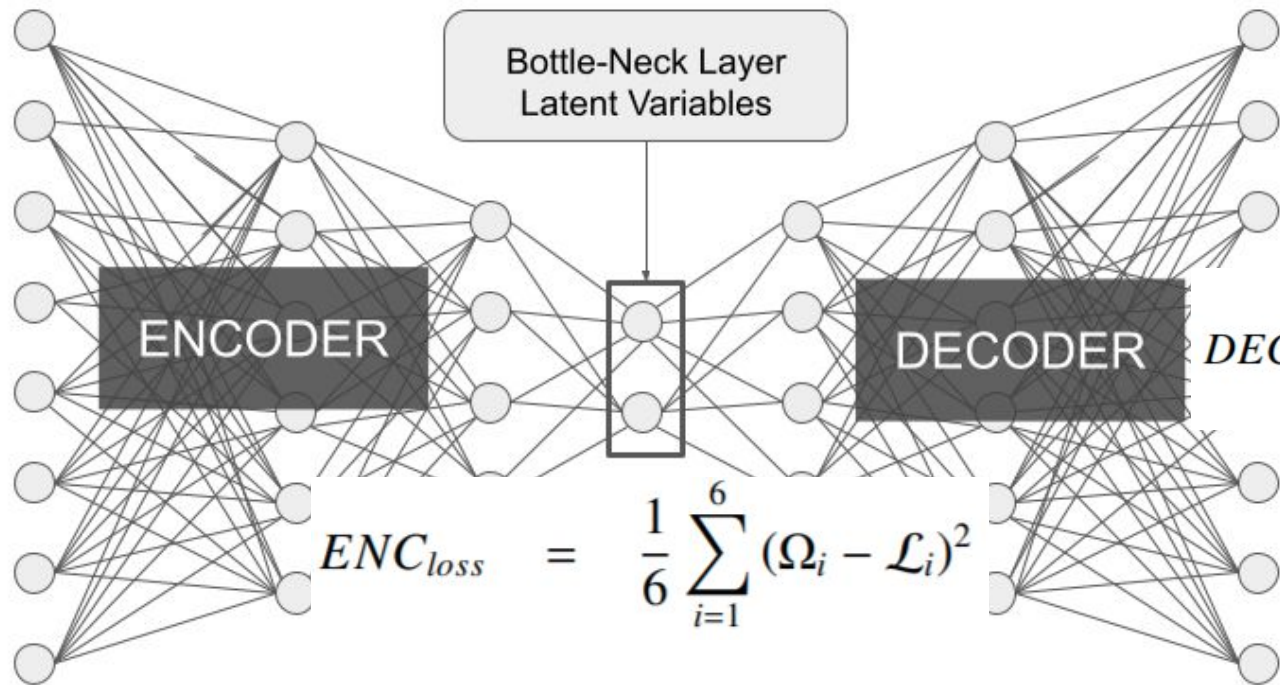 Bottle-Neck Layer
Latent Variables
ENCODER
DECODER
DEC
ENC_{loss} = \frac{1}{6} \sum_{i=1}^{6} (\Omega_i - \mathcal{L}_i)^2